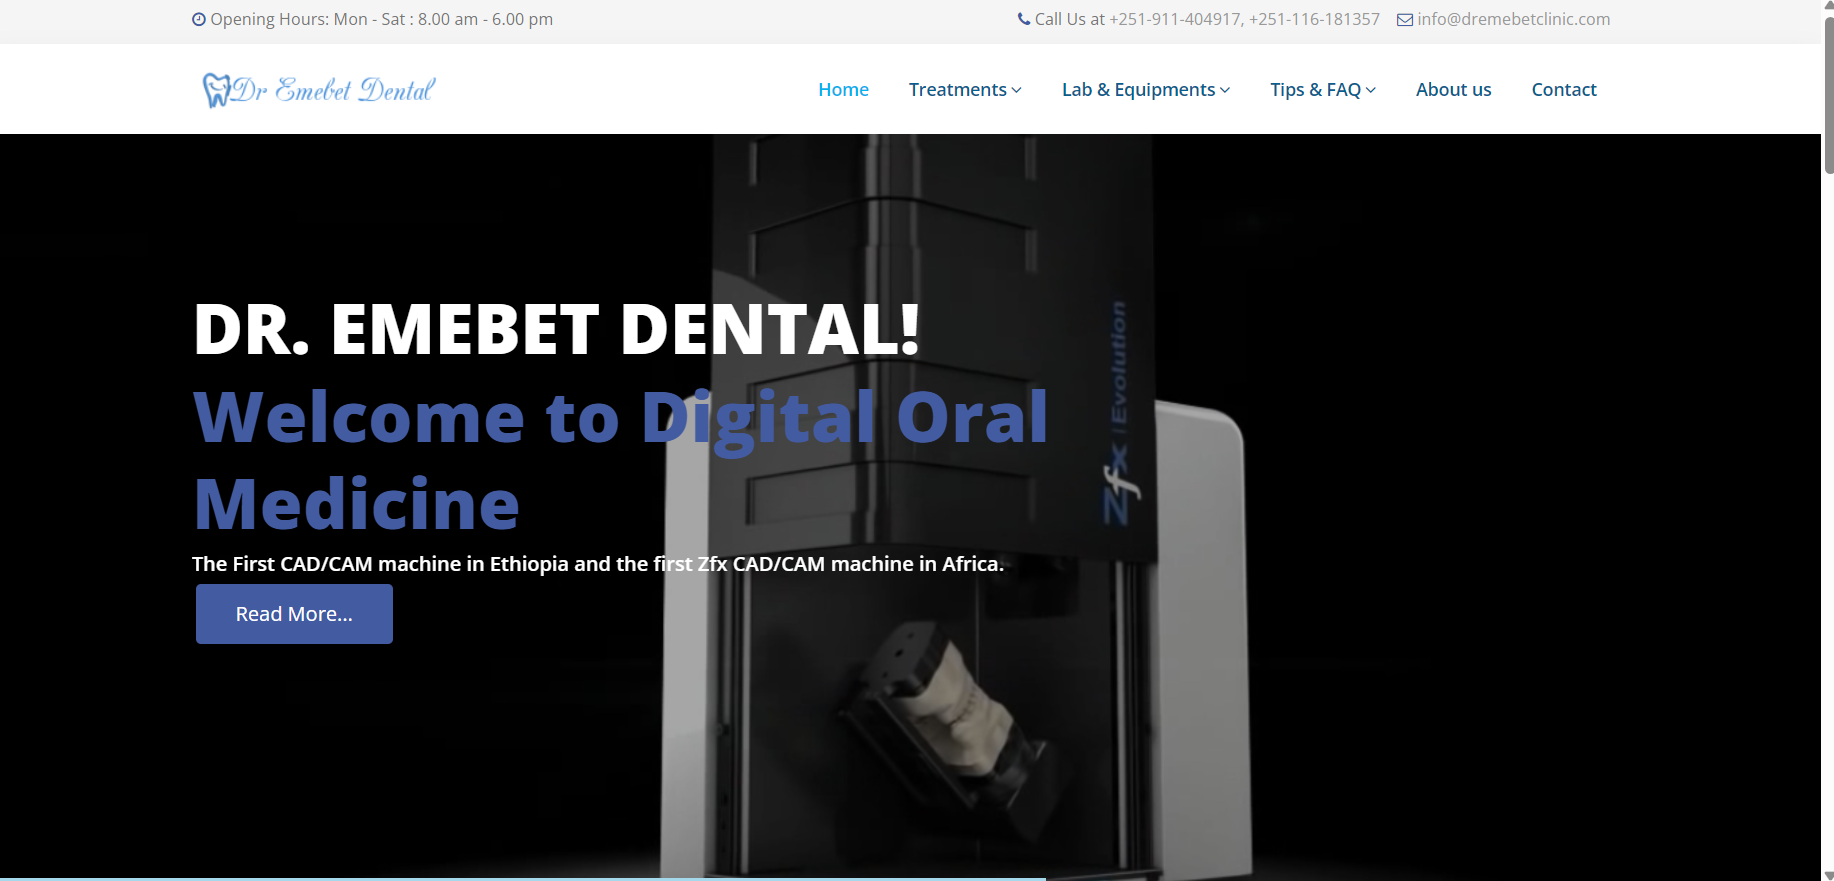 Opening Hours: Mon - Sat : 8.00 am - 6.00 pm
Call Us at +251-911-404917, +251-116-181357 info@dremebetclinic.com
Dr Emebet Dental
Home Treatments Lab & Equipments Tips & FAQ About us Contact
DR. EMEBET DENTAL!
Welcome to Digital Oral
Medicine
The First CAD/CAM machine in Ethiopia and the first Zfx CAD/CAM machine in Africa.
Read More...
Zfx | Evolution